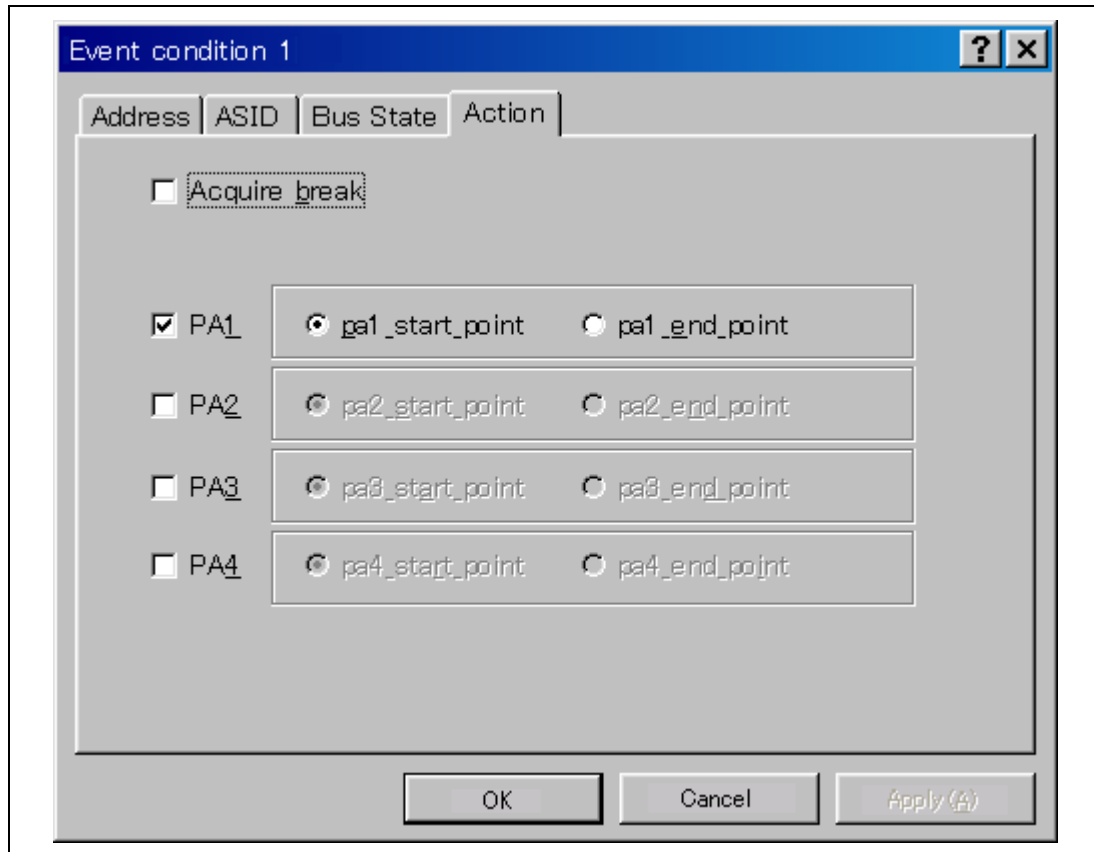 Event condition 1
Address ASID Bus State Action
Acquire break
PA1 pa1_start_point pa1_end_point
PA2 pa2_start_point pa2_end_point
PA3 pa3_start_point pa3_end_point
PA4 pa4_start_point pa4_end_point
OK Cancel Apply(A)